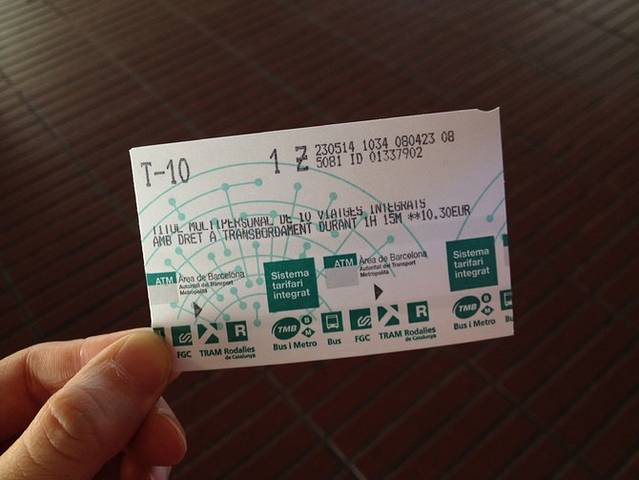 T-10
1 Z
230514 1034 080423 08
5081 ID 01337902
TITUL MULTIPERSONAL DE 10 VIATGES INTEGRATS
AMB DRET A TRANSBORDAMENT DURANT 1H 15M **10.30EUR
ATM Àrea de Barcelona
Autoritat del Transport
Metropolità
Sistema
tarifari
integrat
ATM Àrea de Barcelona
Autoritat del Transport
Metropolità
Sistema
tarifari
integrat
FGC TRAM Rodalies
de Catalunya
R
TMB B M
Bus i Metro
Bus
FGC TRAM Rodalies
de Catalunya
R
TMB B M
Bus i Metro
B